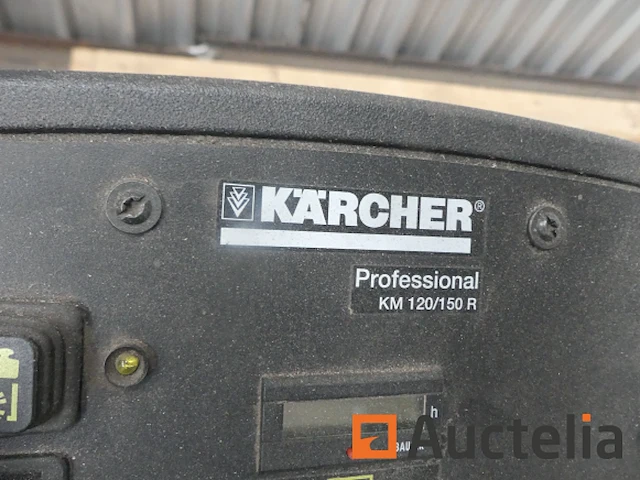 KÄRCHER®
Professional
KM 120/150 R
h
Auctelia